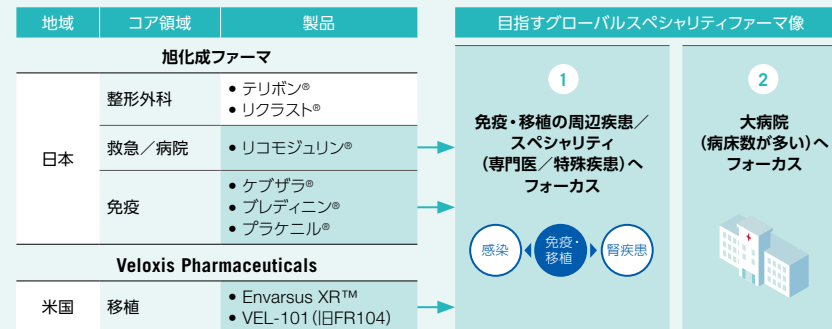 地域 コア領域 製品
旭化成ファーマ
日本
整形外科
• テリボン®
• リクラスト®
救急／病院
• リコモジュリン®
免疫
• ケブザラ®
• ブレディニン®
• プラケニル®
Veloxis Pharmaceuticals
米国 移植
• Envarsus XR™
• VEL-101（旧FR104）
目指すグローバルスペシャリティファーマ像
1
免疫・移植の周辺疾患／
スペシャリティ
（専門医／特殊疾患）へ
フォーカス
感染
免疫・
移植
腎疾患
2
大病院
（病床数が多い）へ
フォーカス